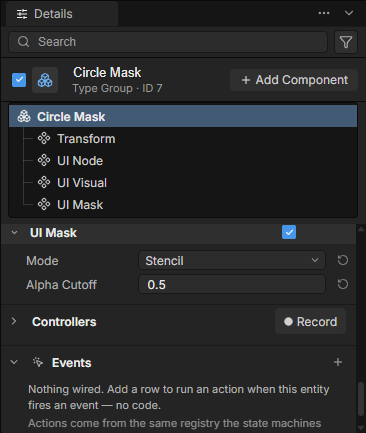 Details
Search
Circle Mask
Type Group · ID 7
+ Add Component
Circle Mask
Transform
UI Node
UI Visual
UI Mask
UI Mask
Mode
Stencil
Alpha Cutoff
0.5
Controllers
Record
Events
Nothing wired. Add a row to run an action when this entity
fires an event — no code.
Actions come from the same registry the state machines